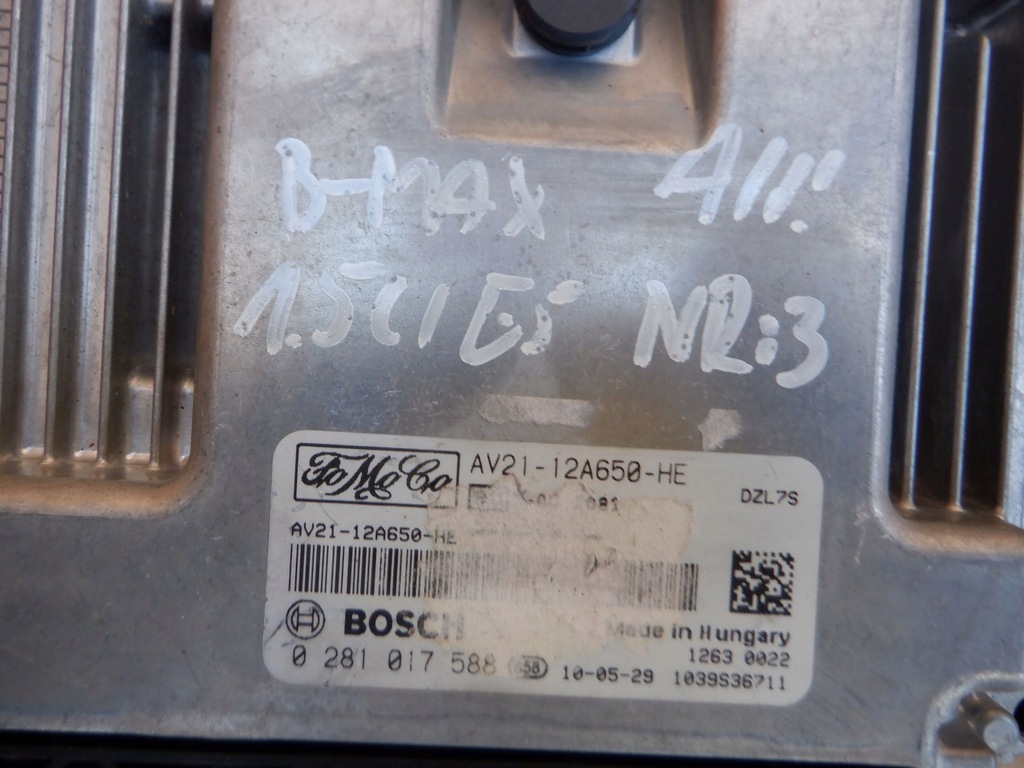 B-MAX
1.5CI E5 NR:3
FoMoCo AV21-12A650-HE
DZL7S
AV21-12A650-HE
BOSCH
Made in Hungary
0 281 017 588
1263 0022
10-05-29 1039S36711